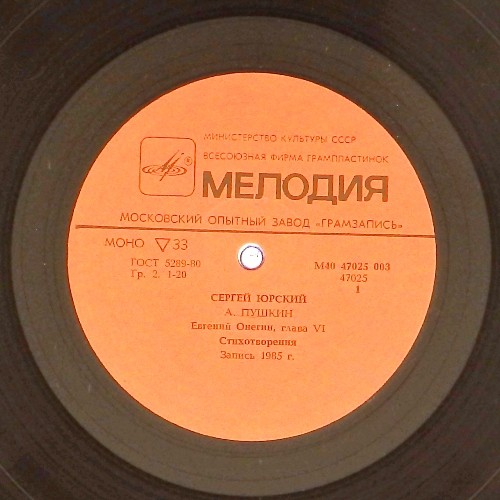 МИНИСТЕРСТВО КУЛЬТУРЫ СССР
ВСЕСОЮЗНАЯ ФИРМА ГРАМПЛАСТИНОК
®
МЕЛОДИЯ
МОСКОВСКИЙ ОПЫТНЫЙ ЗАВОД «ГРАМЗАПИСЬ»
МОНО ▽ 33
ГОСТ 5289-80
Гр. 2. 1-20
М40 47025 003
47025
1
СЕРГЕЙ ЮРСКИЙ
А. ПУШКИН
Евгений Онегин, глава VI
Стихотворения
Запись 1985 г.